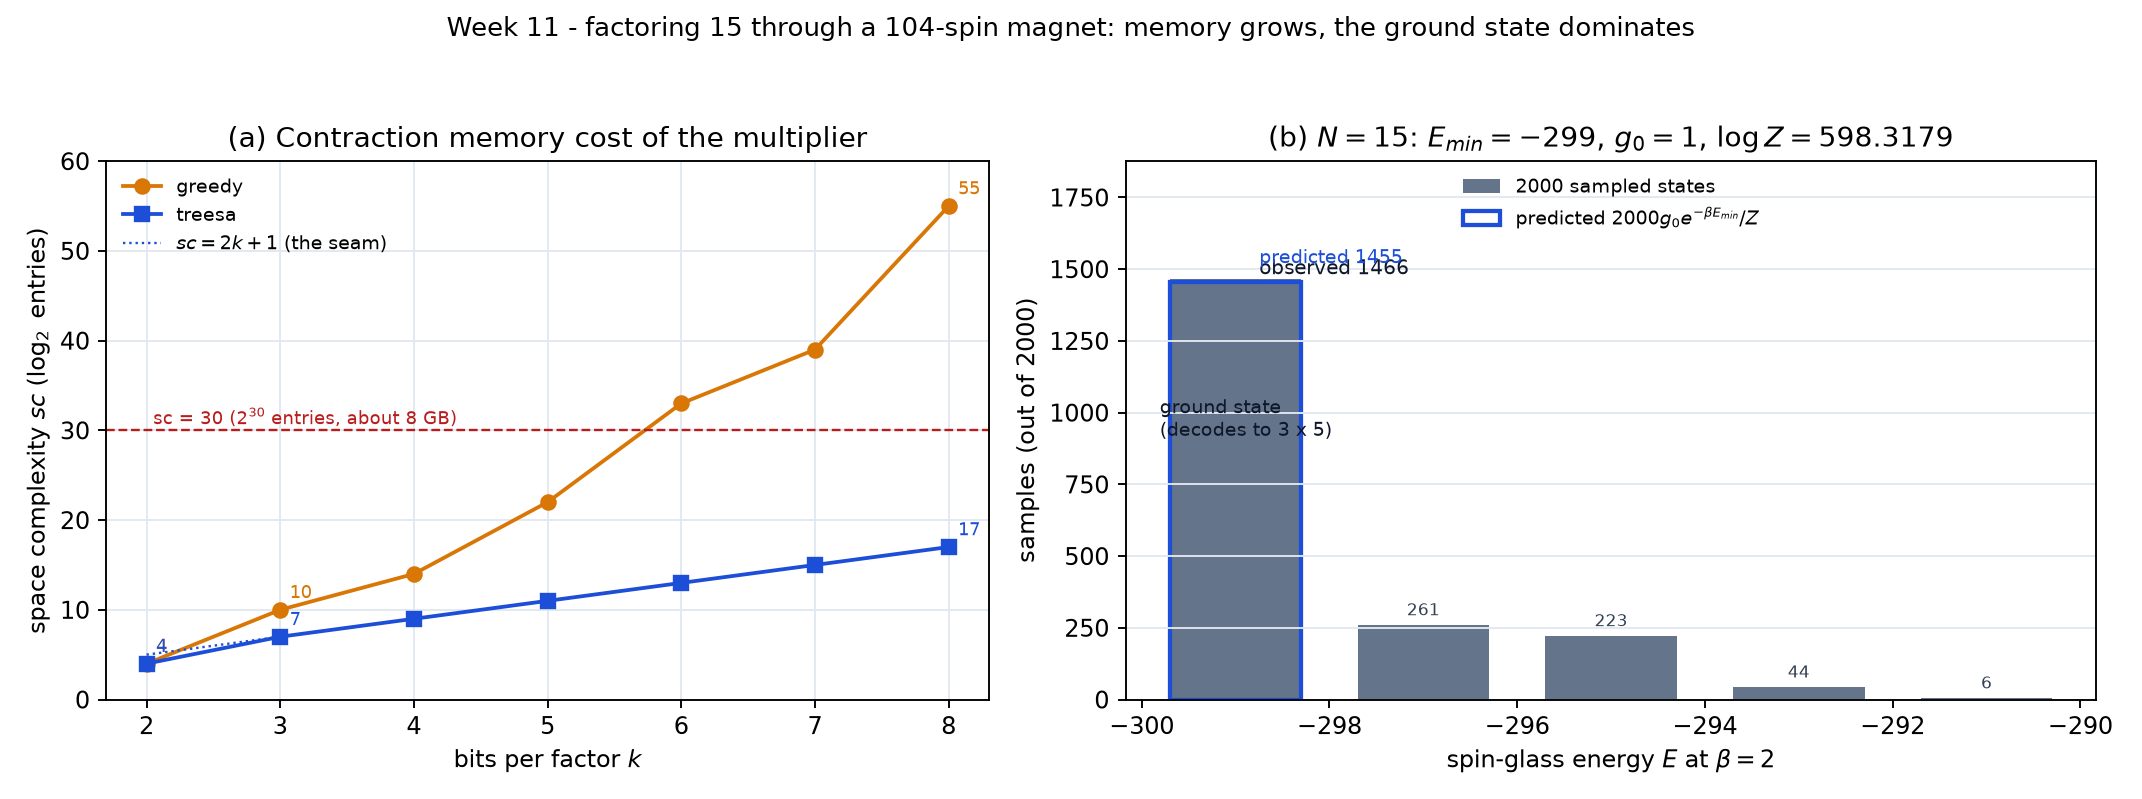 Week 11 - factoring 15 through a 104-spin magnet: memory grows, the ground state dominates
(a) Contraction memory cost of the multiplier
greedy
treesa
sc = 2k + 1 (the seam)
55
17
10
7
4
sc = 30 (2³⁰ entries, about 8 GB)
60
50
40
30
20
10
0
2 3 4 5 6 7 8
bits per factor k
space complexity sc (log₂ entries)
(b) N = 15: E_min = −299, g₀ = 1, log Z = 598.3179
2000 sampled states
predicted 2000g₀e^{−βE_min}/Z
predicted 1455
observed 1466
ground state
(decodes to 3 x 5)
261
223
44
6
1750
1500
1250
1000
750
500
250
0
−300 −298 −296 −294 −292 −290
spin-glass energy E at β = 2
samples (out of 2000)